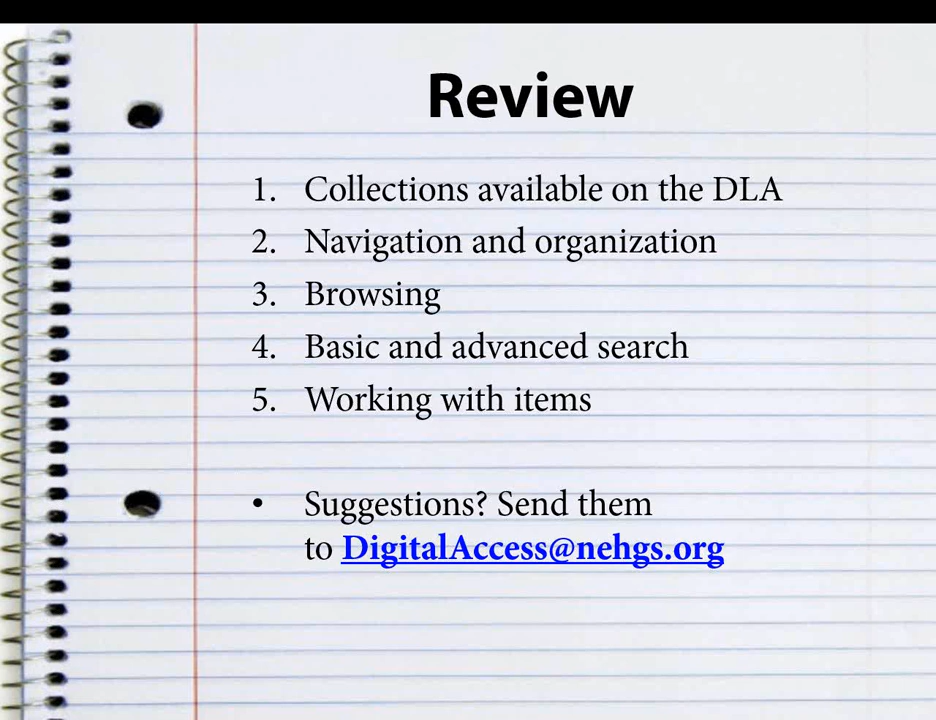 Review
1. Collections available on the DLA
2. Navigation and organization
3. Browsing
4. Basic and advanced search
5. Working with items
• Suggestions? Send them
to DigitalAccess@nehgs.org